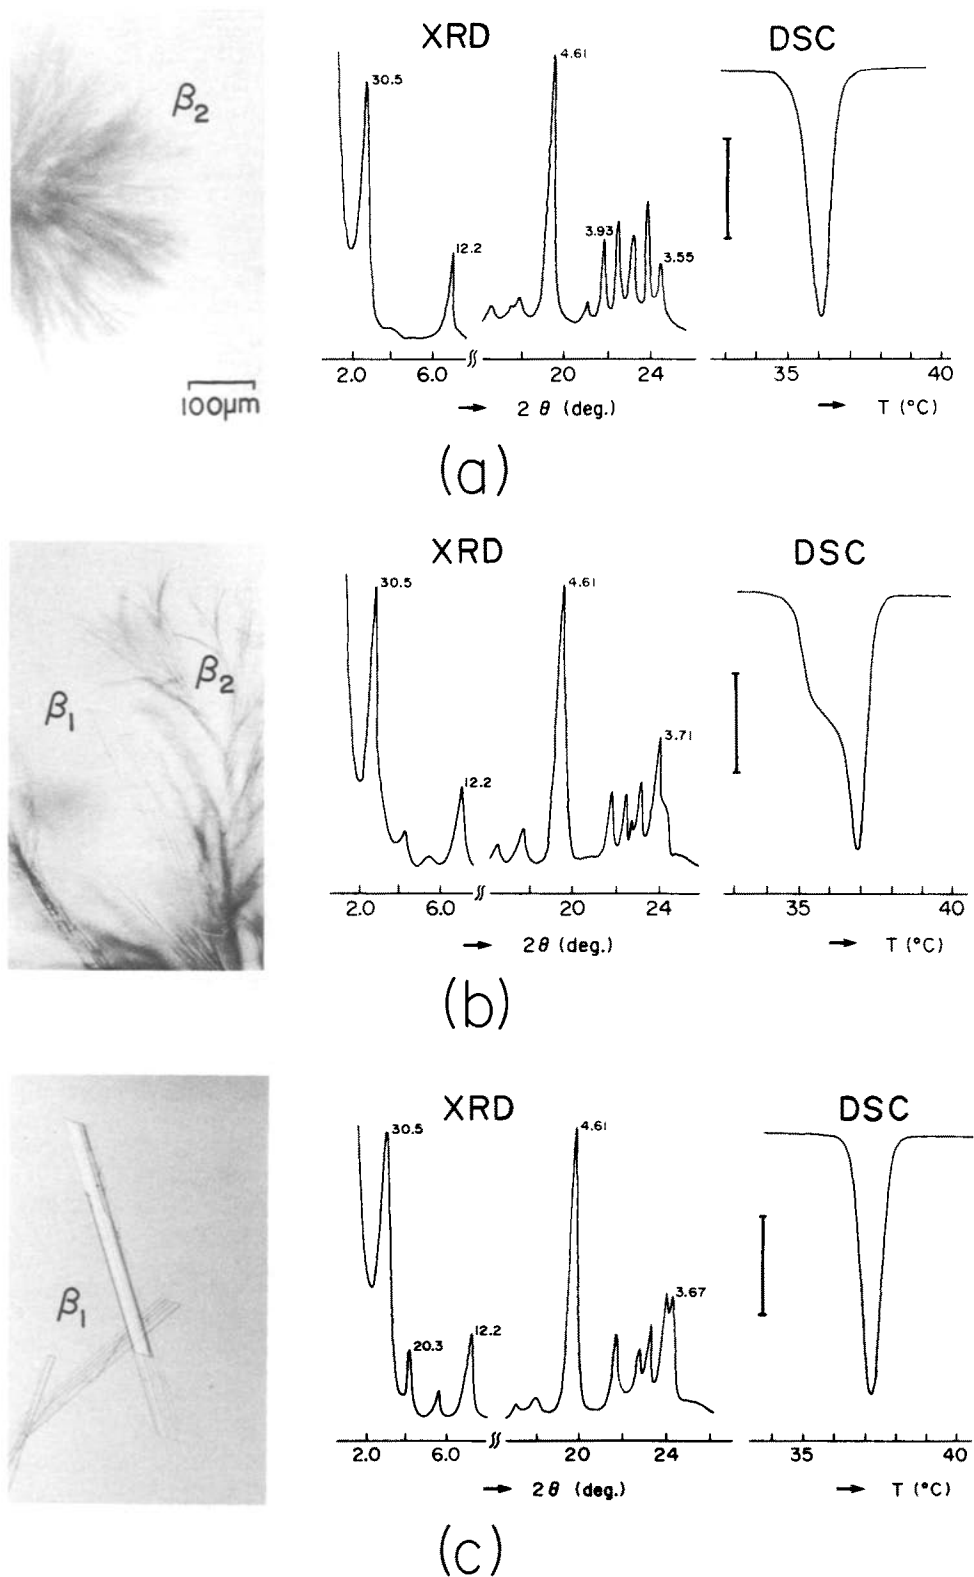 XRD DSC
β₂
30.5 4.61
12.2 3.93 3.55
2.0 6.0 20 24 35 40
100μm
→ 2 θ (deg.) → T (°C)
(a)
XRD DSC
30.5 4.61
β₂
β₁
3.71
12.2
2.0 6.0 20 24 35 40
→ 2θ (deg.) → T (°C)
(b)
XRD DSC
30.5 4.61
β₁
3.67
20.3 12.2
2.0 6.0 20 24 35 40
→ 2θ (deg.) → T (°C)
(c)